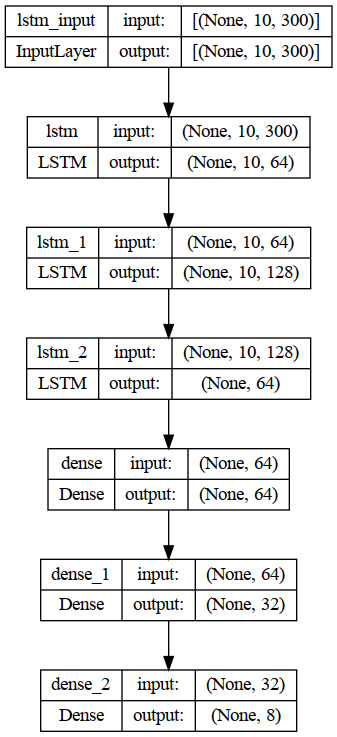 lstm_input input: [(None, 10, 300)]
InputLayer output: [(None, 10, 300)]
lstm input: (None, 10, 300)
LSTM output: (None, 10, 64)
lstm_1 input: (None, 10, 64)
LSTM output: (None, 10, 128)
lstm_2 input: (None, 10, 128)
LSTM output: (None, 64)
dense input: (None, 64)
Dense output: (None, 64)
dense_1 input: (None, 64)
Dense output: (None, 32)
dense_2 input: (None, 32)
Dense output: (None, 8)